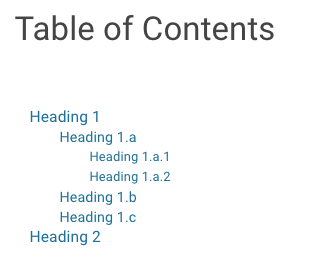 Table of Contents
Heading 1
Heading 1.a
Heading 1.a.1
Heading 1.a.2
Heading 1.b
Heading 1.c
Heading 2